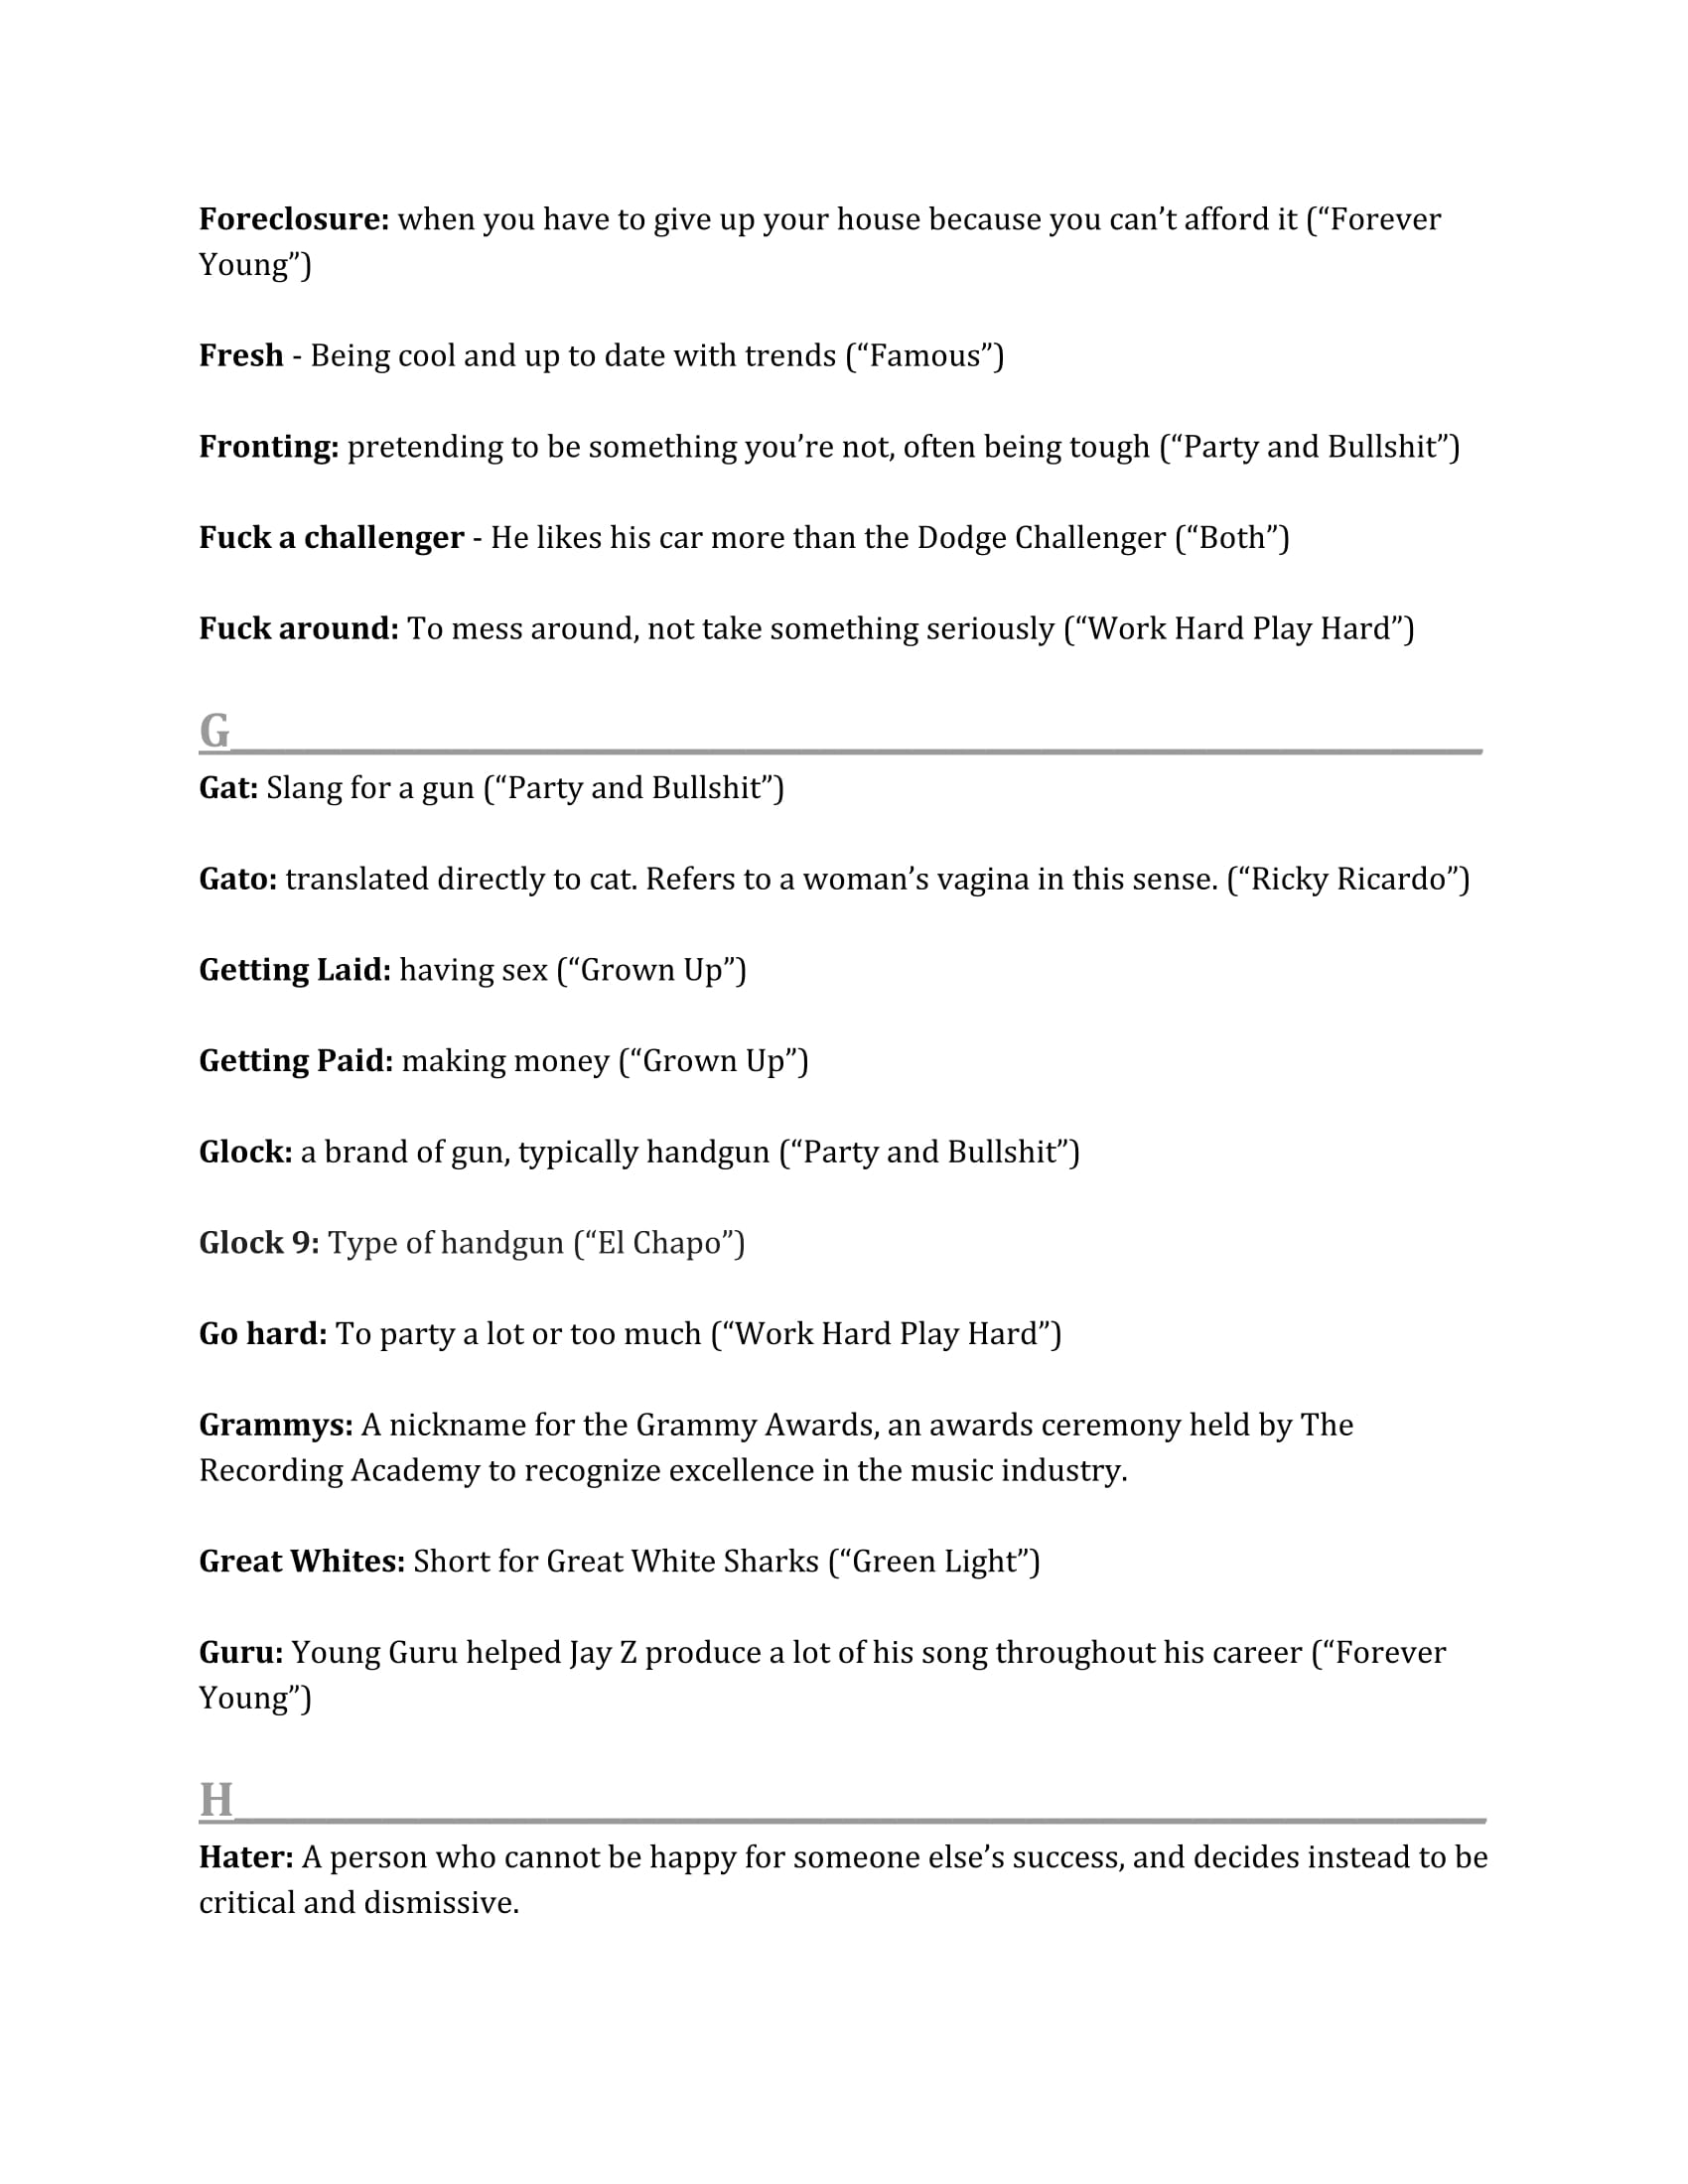 Foreclosure: when you have to give up your house because you can’t afford it (“Forever
Young”)
Fresh - Being cool and up to date with trends (“Famous”)
Fronting: pretending to be something you’re not, often being tough (“Party and Bullshit”)
Fuck a challenger - He likes his car more than the Dodge Challenger (“Both”)
Fuck around: To mess around, not take something seriously (“Work Hard Play Hard”)
G
Gat: Slang for a gun (“Party and Bullshit”)
Gato: translated directly to cat. Refers to a woman’s vagina in this sense. (“Ricky Ricardo”)
Getting Laid: having sex (“Grown Up”)
Getting Paid: making money (“Grown Up”)
Glock: a brand of gun, typically handgun (“Party and Bullshit”)
Glock 9: Type of handgun (“El Chapo”)
Go hard: To party a lot or too much (“Work Hard Play Hard”)
Grammys: A nickname for the Grammy Awards, an awards ceremony held by The
Recording Academy to recognize excellence in the music industry.
Great Whites: Short for Great White Sharks (“Green Light”)
Guru: Young Guru helped Jay Z produce a lot of his song throughout his career (“Forever
Young”)
H
Hater: A person who cannot be happy for someone else’s success, and decides instead to be
critical and dismissive.